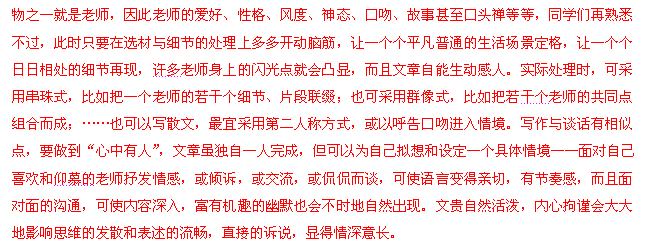 物之一就是老师，因此老师的爱好、性格、风度、神态、口吻、故事甚至口头禅等等，同学们再熟悉
不过，此时只要在选材与细节的处理上多多开动脑筋，让一个个平凡普通的生活场景定格，让一个个
日日相处的细节再现，许多老师身上的闪光点就会凸显，而且文章自能生动感人。实际处理时，可采
用串珠式，比如把一个老师的若干个细节、片段联缀；也可采用群像式，比如把若干个老师的共同点
组合而成；……也可以写散文，最宜采用第二人称方式，或以呼告口吻进入情境。写作与谈话有相似
点，要做到“心中有人”，文章虽独自一人完成，但可以为自己拟想和设定一个具体情境一一面对自己
喜欢和仰慕的老师抒发情感，或倾诉，或交流，或侃侃而谈，可使语言变得亲切，有节奏感，而且面
对面的沟通，可使内容深入，富有机趣的幽默也会不时地自然出现。文贵自然活泼，内心拘谨会大大
地影响思维的发散和表述的流畅，直接的诉说，显得情深意长。